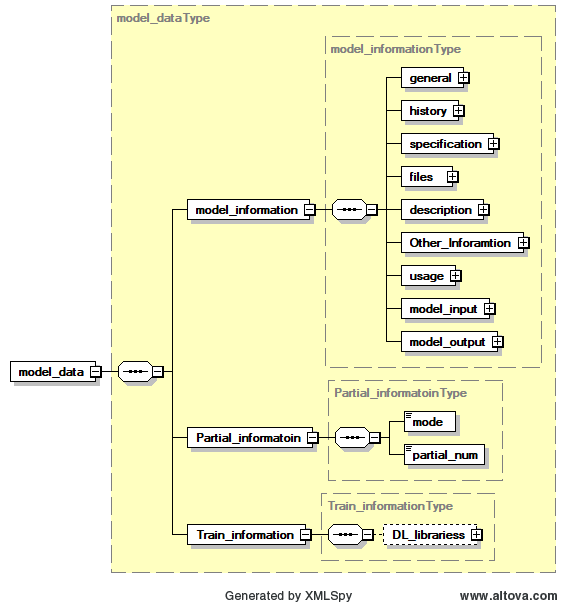 model_dataType
model_informationType
general
history
specification
files
model_information
description
Other_Inforamtion
usage
model_input
model_output
model_data
Partial_informatoinType
mode
Partial_informatoin
partial_num
Train_informationType
Train_information
DL_librariess
Generated by XMLSpy
www.altova.com